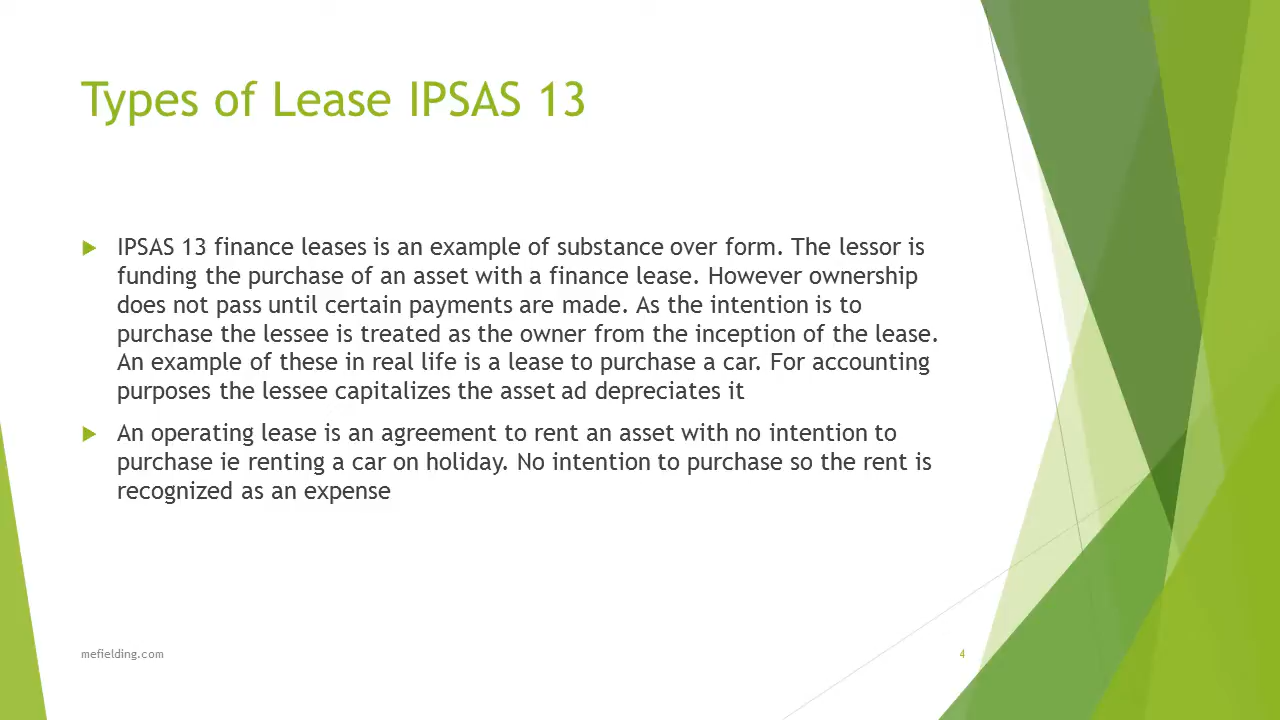 Types of Lease IPSAS 13
IPSAS 13 finance leases is an example of substance over form. The lessor is
funding the purchase of an asset with a finance lease. However ownership
does not pass until certain payments are made. As the intention is to
purchase the lessee is treated as the owner from the inception of the lease.
An example of these in real life is a lease to purchase a car. For accounting
purposes the lessee capitalizes the asset ad depreciates it
An operating lease is an agreement to rent an asset with no intention to
purchase ie renting a car on holiday. No intention to purchase so the rent is
recognized as an expense
mefielding.com
4